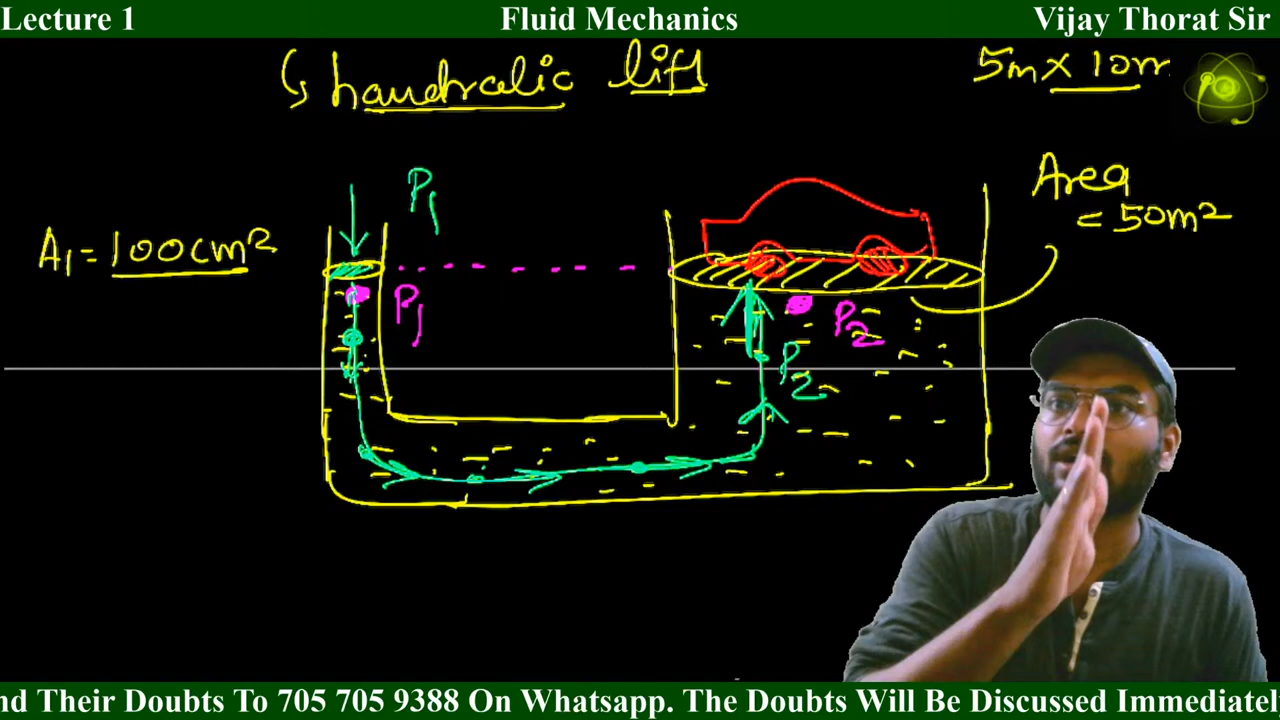 Lecture 1 Fluid Mechanics Vijay Thorat Sir
↳ haudralic lift
5m x 10m
P1
Area
= 50m²
A1 = 100cm²
P1
P2
P2
nd Their Doubts To 705 705 9388 On Whatsapp. The Doubts Will Be Discussed Immediatel